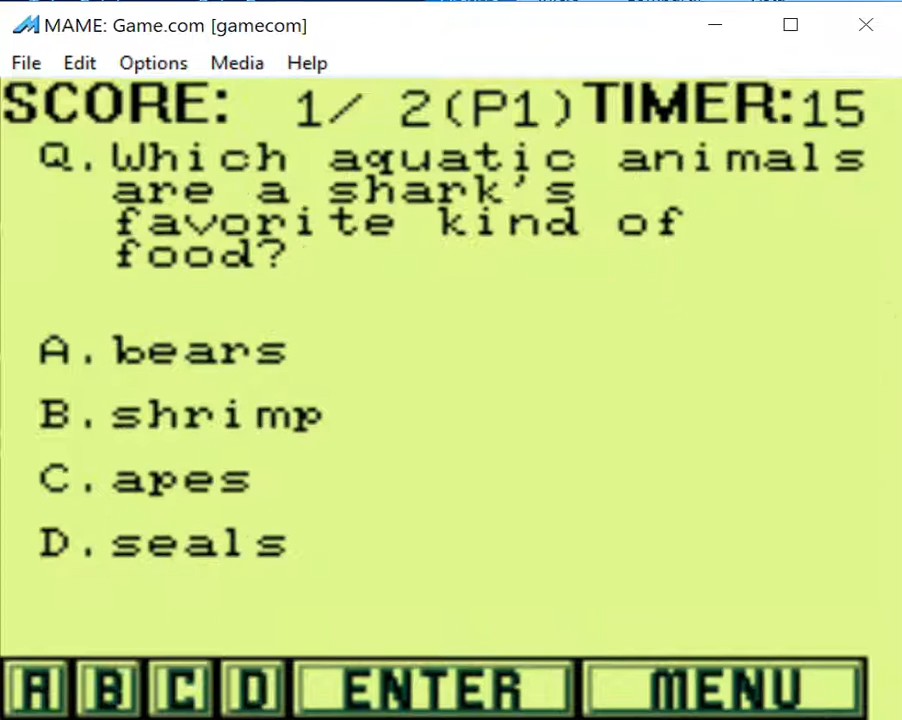 MAME: Game.com [gamecom]
File Edit Options Media Help
SCORE: 1/ 2(P1)TIMER:15
Q.Which aquatic animals
are a shark's
favorite kind of
food?
A.bears
B.shrimp
C.apes
D.seals
A B C D ENTER MENU